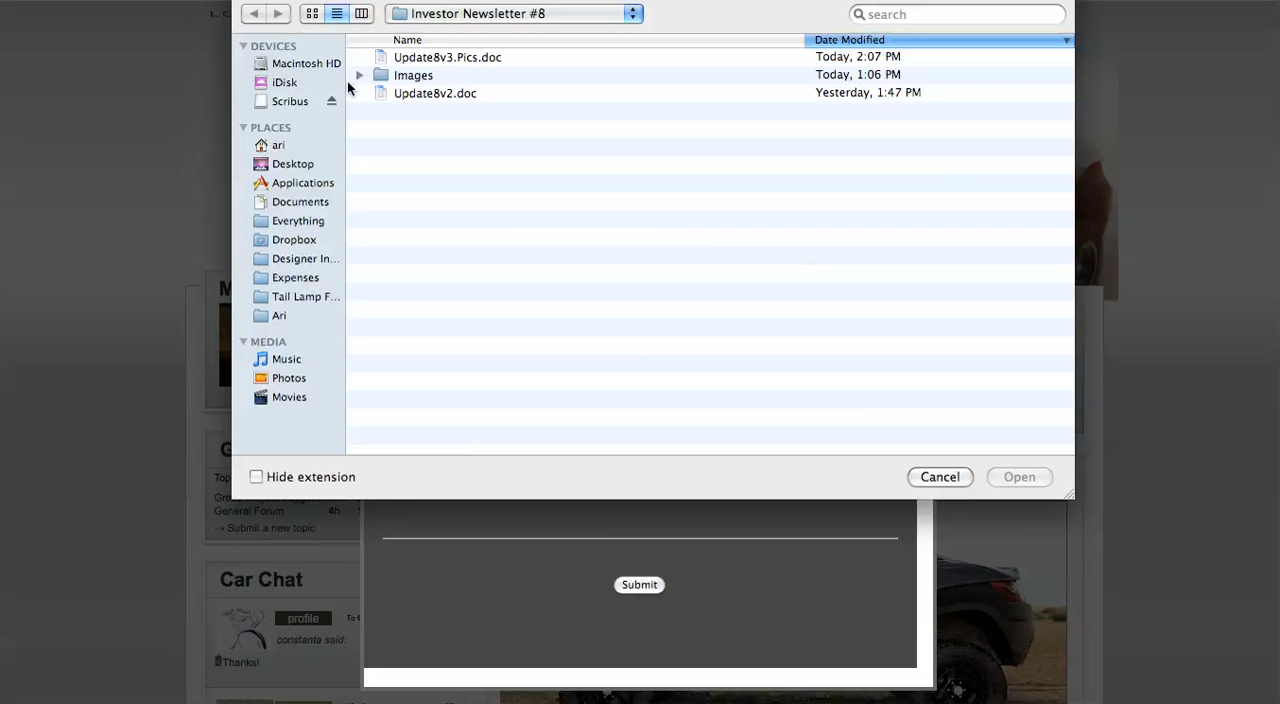 Investor Newsletter #8
search
DEVICES
Macintosh HD
iDisk
Scribus
PLACES
ari
Desktop
Applications
Documents
Everything
Dropbox
Designer In...
Expenses
Tail Lamp F...
Ari
MEDIA
Music
Photos
Movies
Name Date Modified
Update8v3.Pics.doc Today, 2:07 PM
Images Today, 1:06 PM
Update8v2.doc Yesterday, 1:47 PM
Hide extension
Cancel Open
General Forum 4h
→ Submit a new topic
Submit
Car Chat
profile
constanta said:
Thanks!